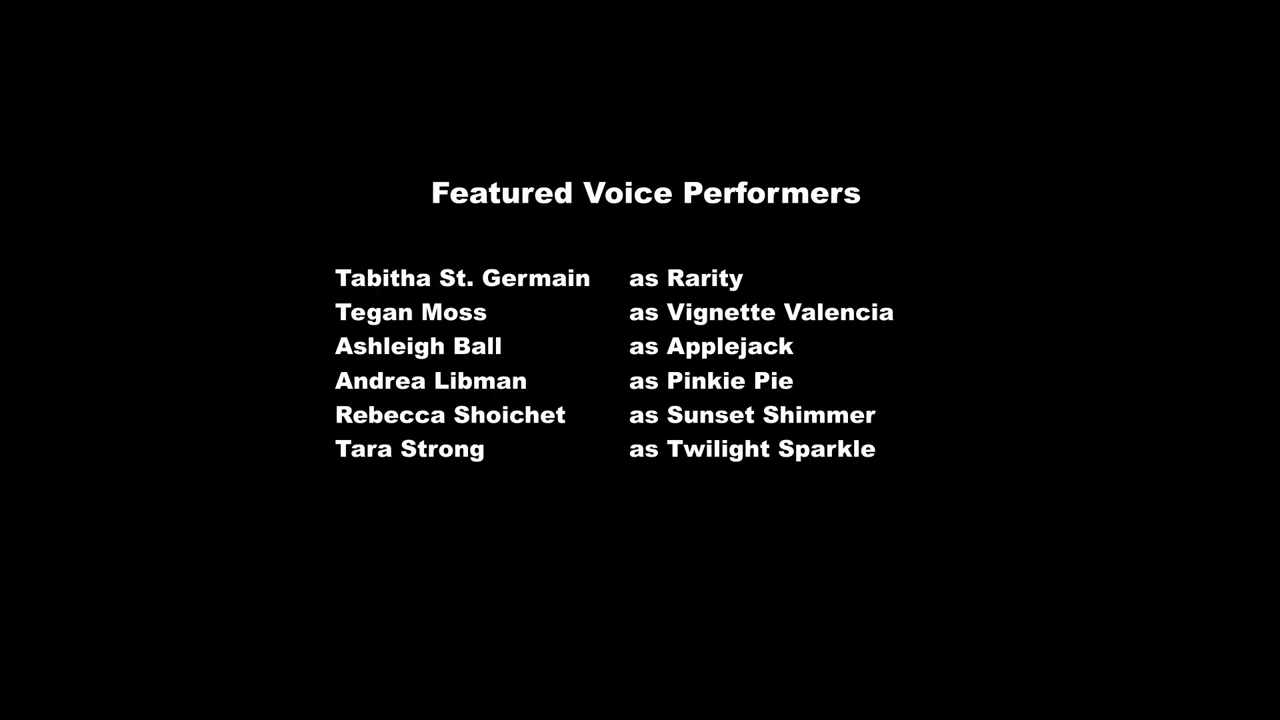 Featured Voice Performers
Tabitha St. Germain as Rarity
Tegan Moss as Vignette Valencia
Ashleigh Ball as Applejack
Andrea Libman as Pinkie Pie
Rebecca Shoichet as Sunset Shimmer
Tara Strong as Twilight Sparkle